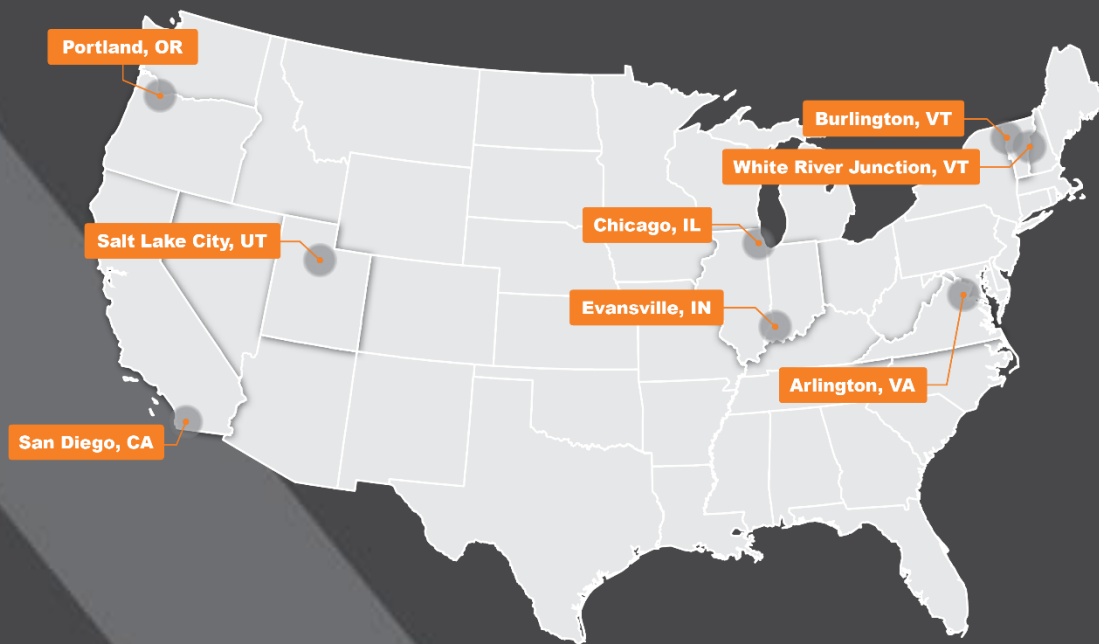 Portland, OR
Burlington, VT
White River Junction, VT
Chicago, IL
Salt Lake City, UT
Evansville, IN
Arlington, VA
San Diego, CA